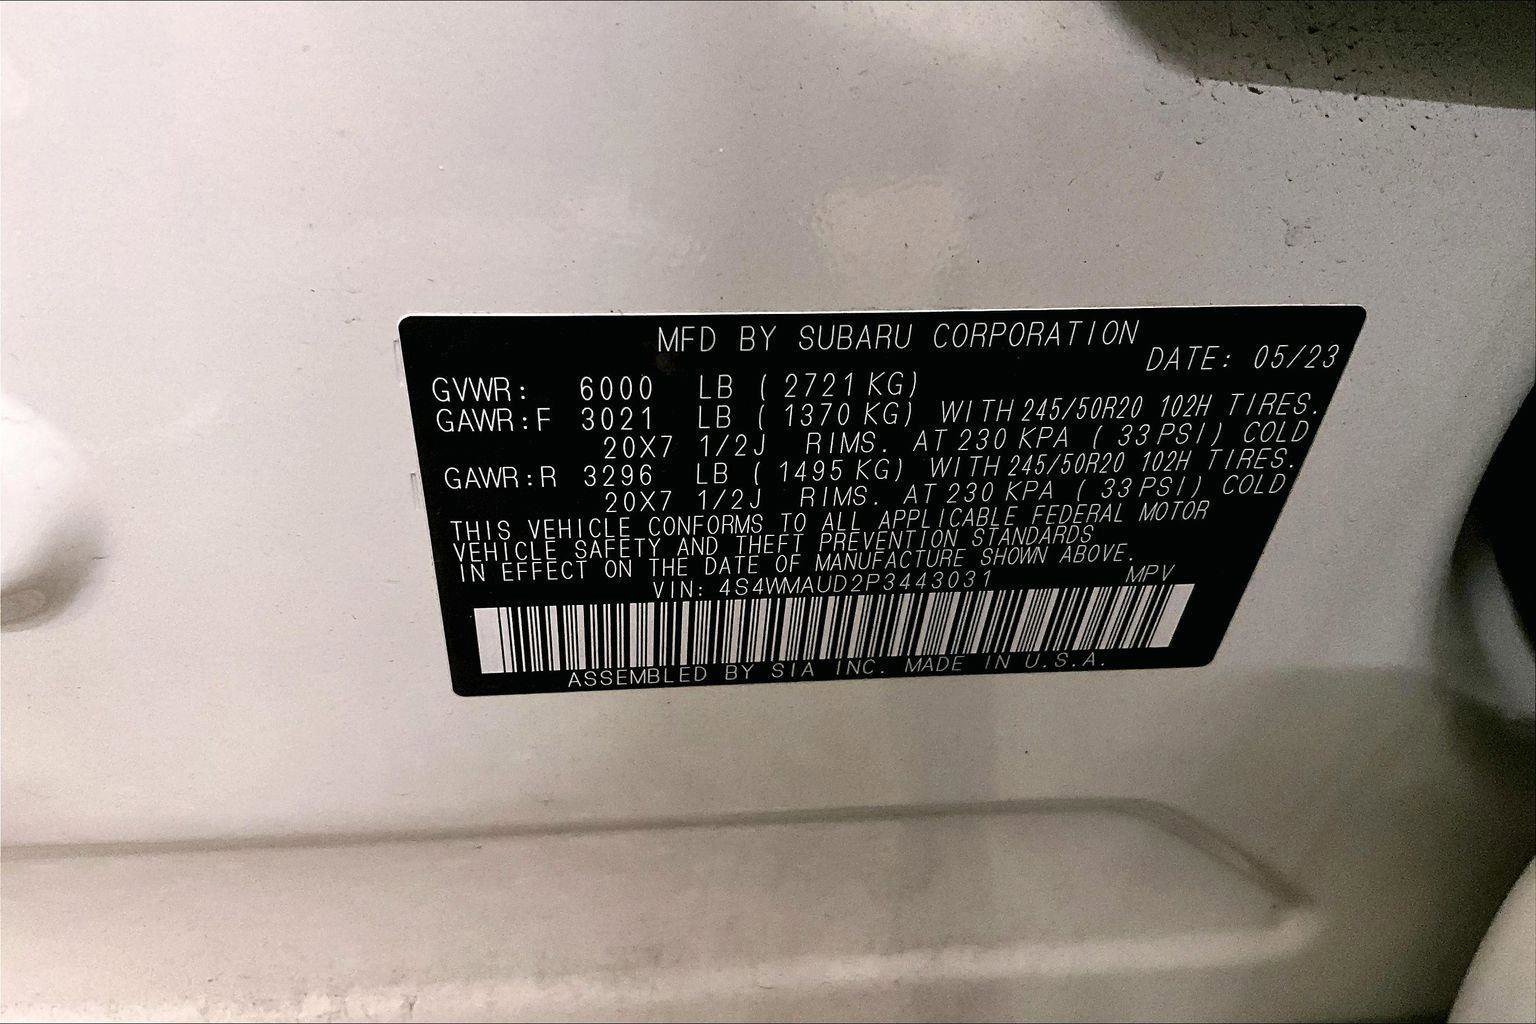 MFD BY SUBARU CORPORATION
DATE: 05/23
GVWR: 6000 LB ( 2721 KG)
GAWR:F 3021 LB ( 1370 KG) WITH 245/50R20 102H TIRES.
20X7 1/2J RIMS. AT 230 KPA ( 33 PSI) COLD
GAWR:R 3296 LB ( 1495 KG) WITH 245/50R20 102H TIRES.
20X7 1/2J RIMS. AT 230 KPA ( 33 PSI) COLD
THIS VEHICLE CONFORMS TO ALL APPLICABLE FEDERAL MOTOR
VEHICLE SAFETY AND THEFT PREVENTION STANDARDS
IN EFFECT ON THE DATE OF MANUFACTURE SHOWN ABOVE.
VIN: 4S4WMAUD2P3443031 MPV
ASSEMBLED BY SIA INC. MADE IN U.S.A.